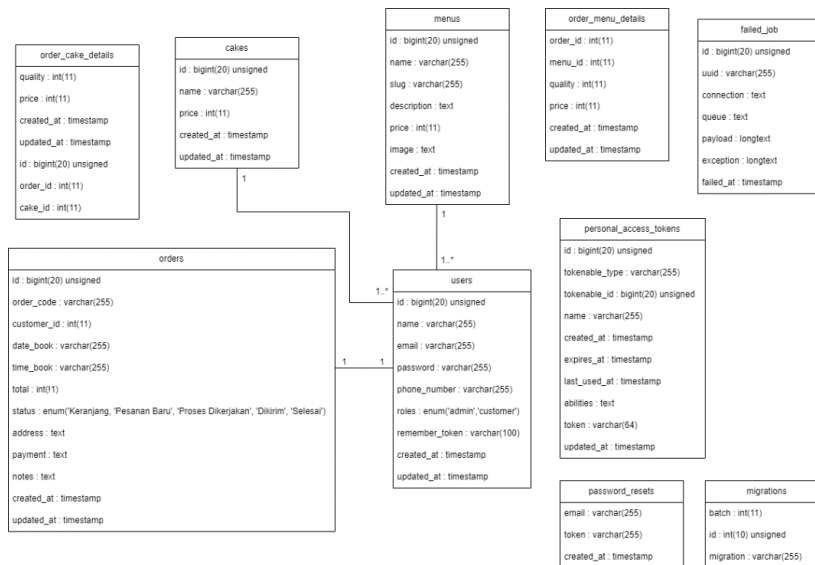 order_cake_details
quality : int(11)
price : int(11)
created_at : timestamp
updated_at : timestamp
id : bigint(20) unsigned
order_id : int(11)
cake_id : int(11)
cakes
id : bigint(20) unsigned
name : varchar(255)
price : int(11)
created_at : timestamp
updated_at : timestamp
1
menus
id : bigint(20) unsigned
name : varchar(255)
slug : varchar(255)
description : text
price : int(11)
image : text
created_at : timestamp
updated_at : timestamp
1
order_menu_details
order_id : int(11)
menu_id : int(11)
quality : int(11)
price : int(11)
created_at : timestamp
updated_at : timestamp
failed_job
id : bigint(20) unsigned
uuid : varchar(255)
connection : text
queue : text
payload : longtext
exception : longtext
failed_at : timestamp
orders
id : bigint(20) unsigned
order_code : varchar(255)
customer_id : int(11)
date_book : varchar(255)
time_book : varchar(255)
total : int(!1)
status : enum('Keranjang, 'Pesanan Baru', 'Proses Dikerjakan', 'Dikirim', 'Selesai')
address : text
payment : text
notes : text
created_at : timestamp
updated_at : timestamp
1
1
1..*
1..*
users
id : bigint(20) unsigned
name : varchar(255)
email : varchar(255)
password : varchar(255)
phone_number : varchar(255)
roles : enum('admin','customer')
remember_token : varchar(100)
created_at : timestamp
updated_at : timestamp
personal_access_tokens
id : bigint(20) unsigned
tokenable_type : varchar(255)
tokenable_id : bigint(20) unsigned
name : varchar(255)
created_at : timestamp
expires_at : timestamp
last_used_at : timestamp
abilities : text
token : varchar(64)
updated_at : timestamp
password_resets
email : varchar(255)
token : varchar(255)
created_at : timestamp
migrations
batch : int(11)
id : int(10) unsigned
migration : varchar(255)